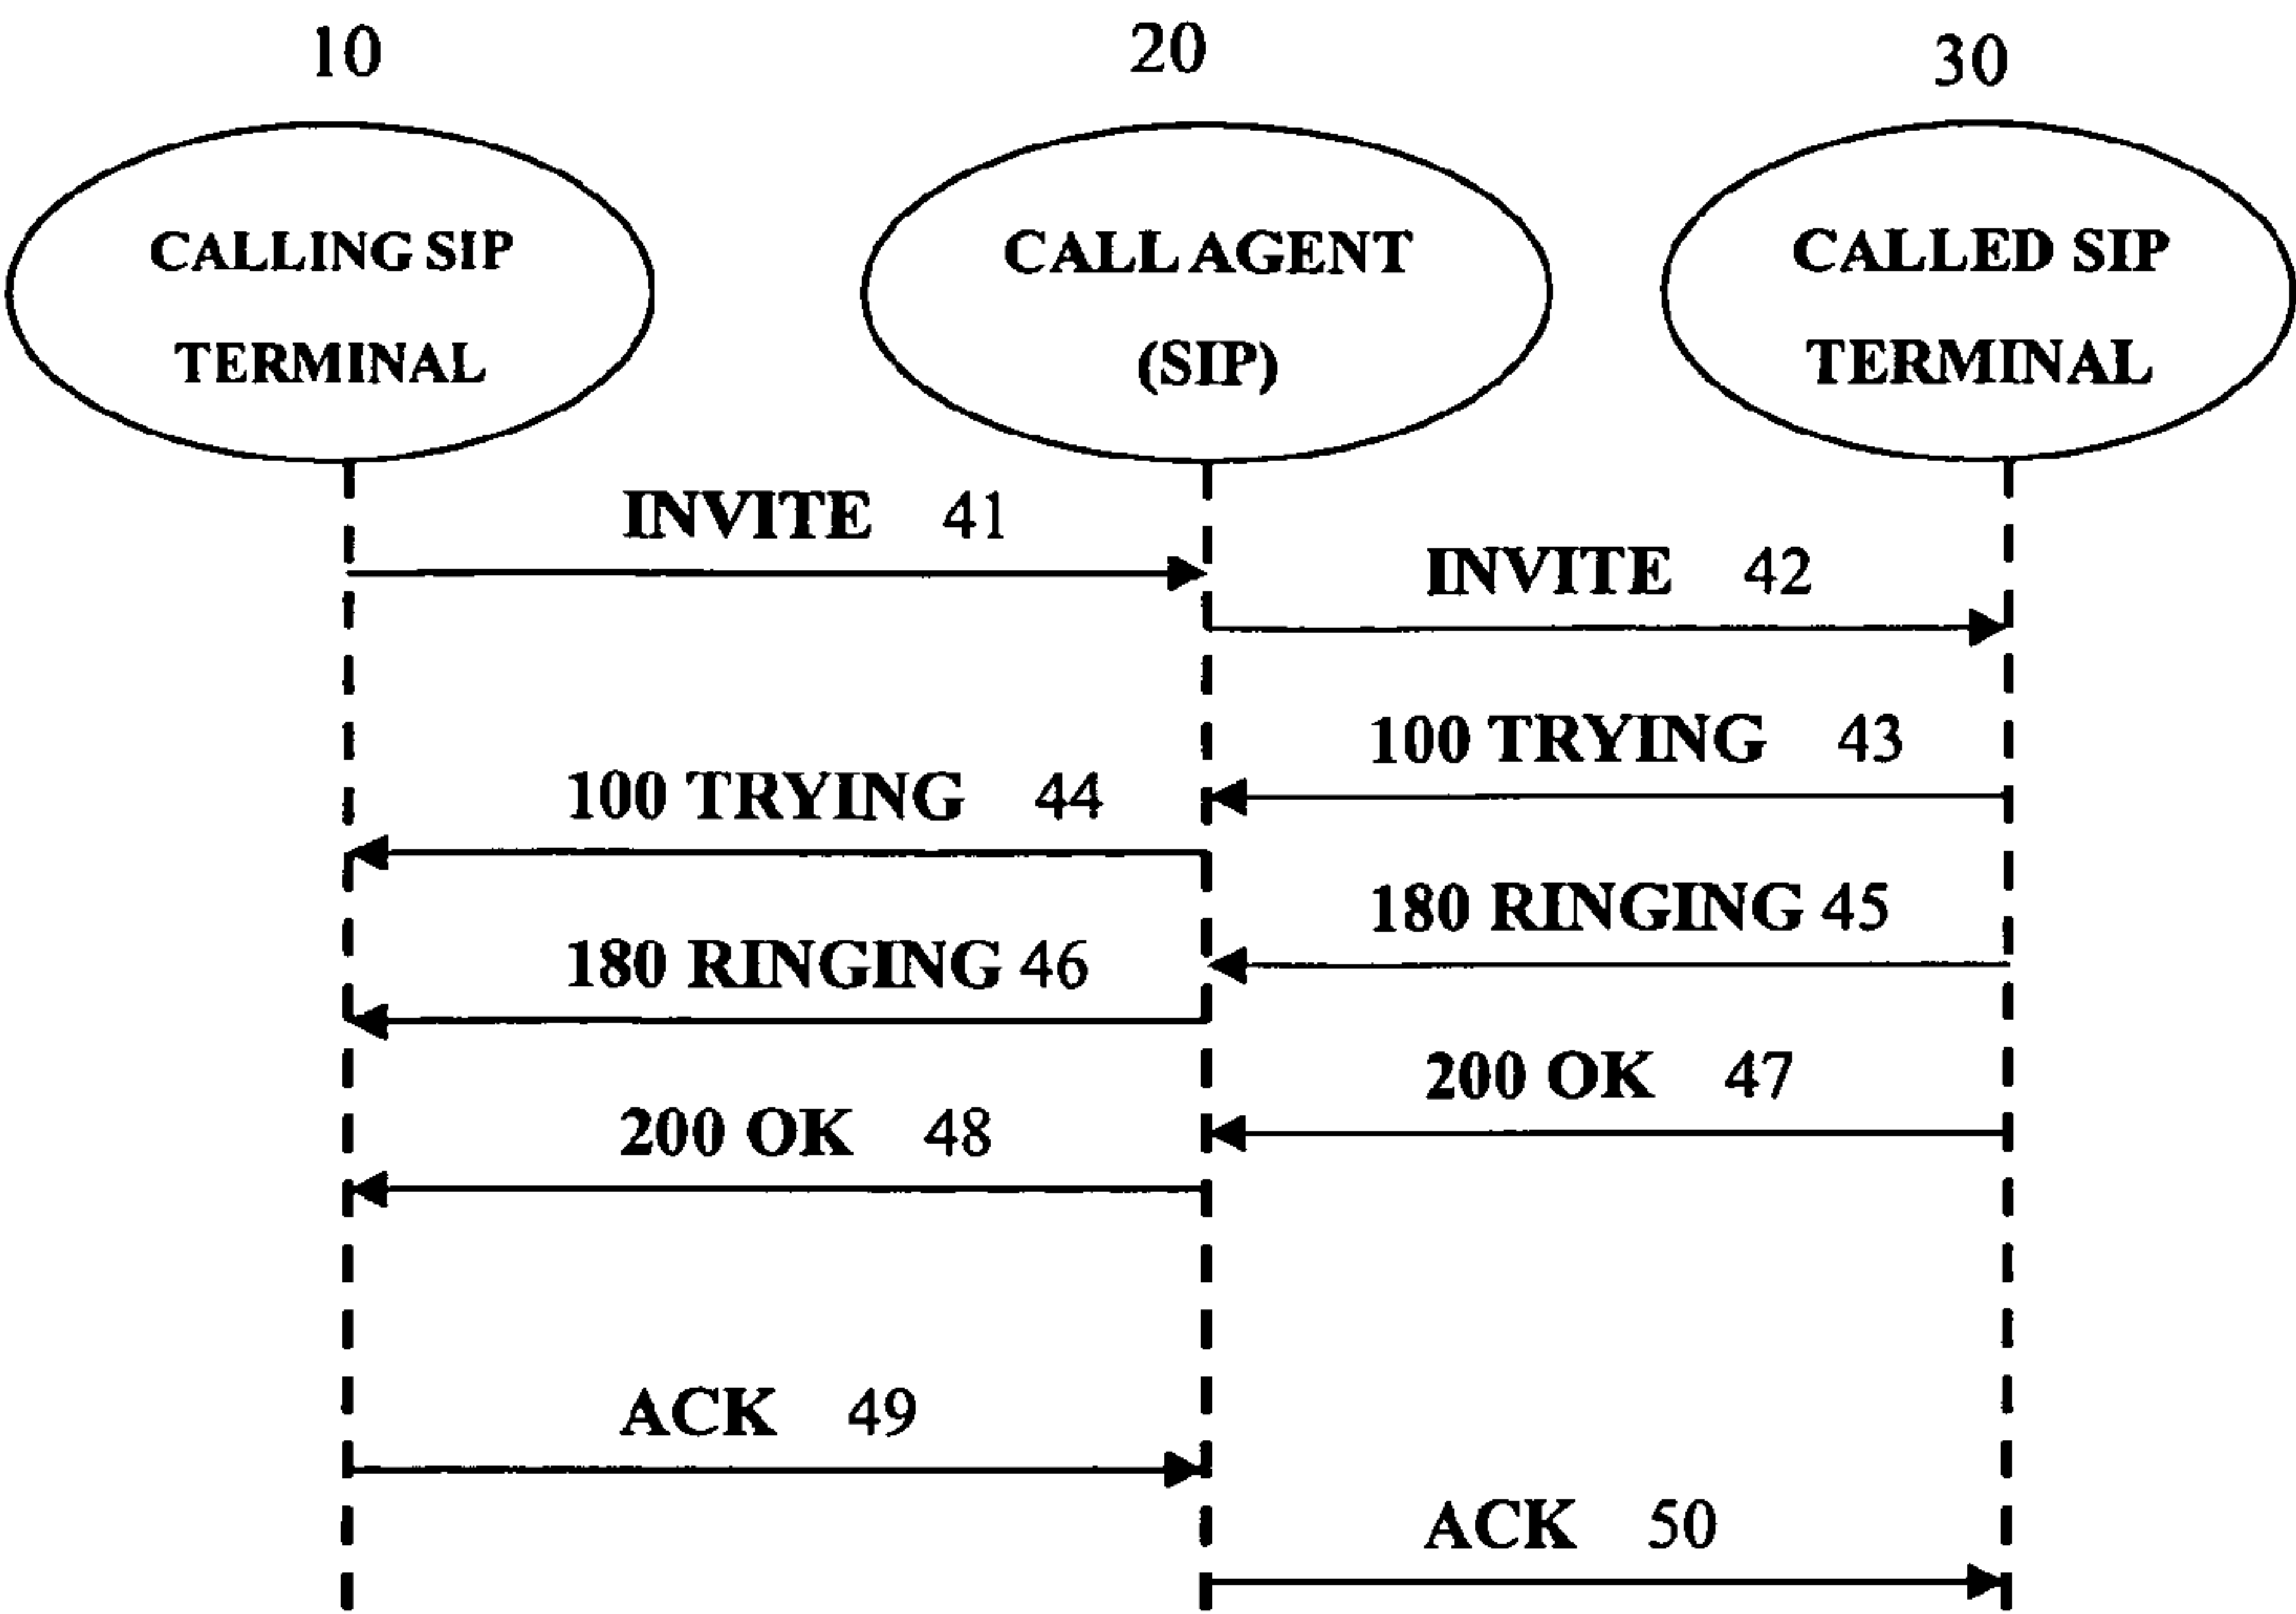 10
20
30
CALLING SIP
TERMINAL
CALL AGENT
(SIP)
CALLED SIP
TERMINAL
INVITE 41
INVITE 42
100 TRYING 43
100 TRYING 44
180 RINGING 45
180 RINGING 46
200 OK 47
200 OK 48
ACK 49
ACK 50